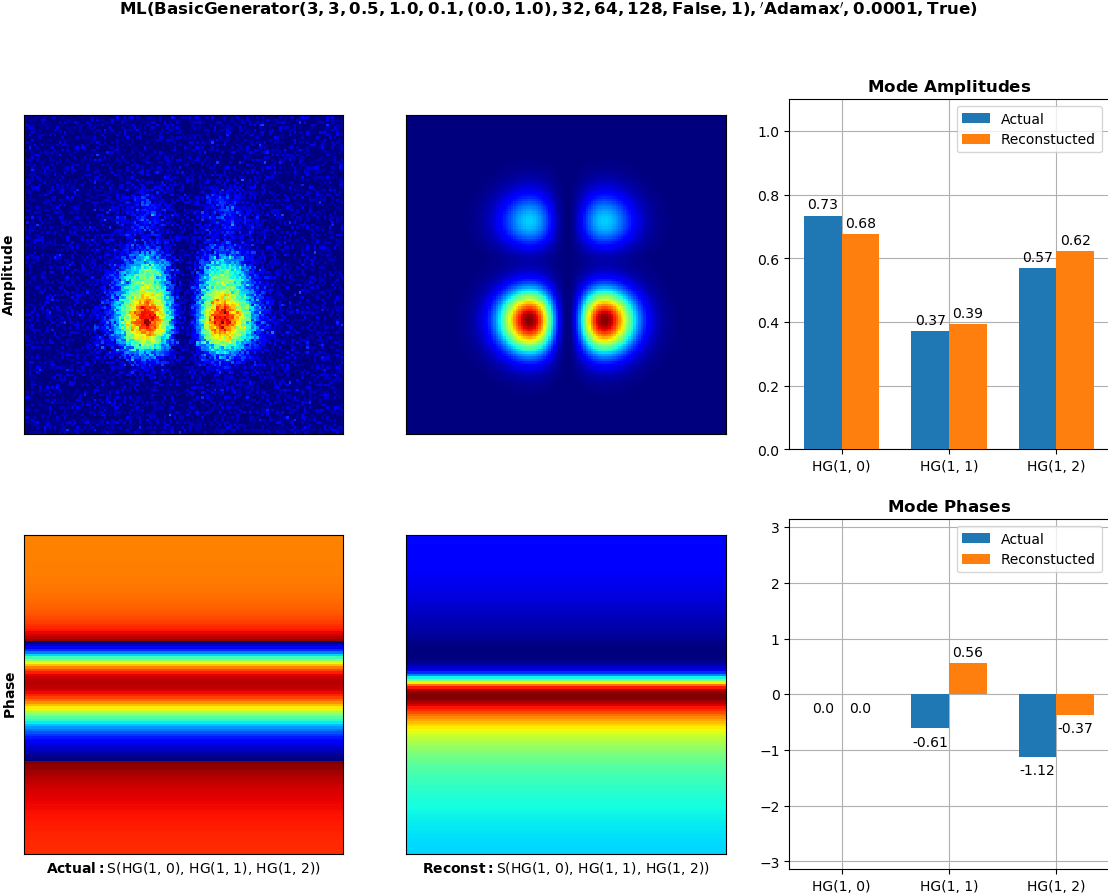 ML(BasicGenerator(3, 3, 0.5, 1.0, 0.1, (0.0, 1.0), 32, 64, 128, False, 1), ′Adamax′, 0.0001, True)
Amplitude
Mode Amplitudes
Actual
Reconstucted
1.0
0.8
0.6
0.4
0.2
0.0
0.73
0.68
0.37
0.39
0.57
0.62
HG(1, 0)
HG(1, 1)
HG(1, 2)
Phase
Actual: S(HG(1, 0), HG(1, 1), HG(1, 2))
Reconst: S(HG(1, 0), HG(1, 1), HG(1, 2))
Mode Phases
Actual
Reconstucted
3
2
1
0
−1
−2
−3
0.0
0.0
-0.61
0.56
-1.12
-0.37
HG(1, 0)
HG(1, 1)
HG(1, 2)